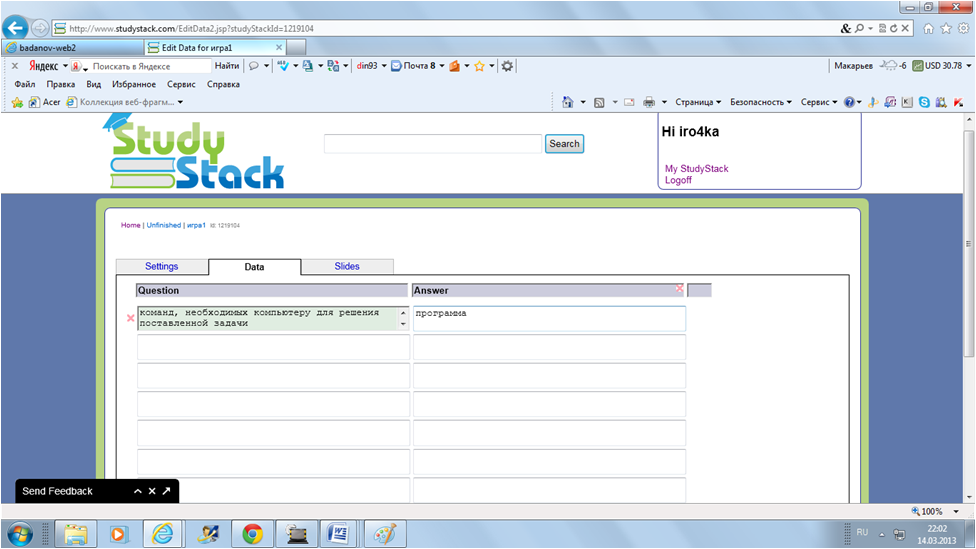 http://www.studystack.com/EditData2.jsp?studyStackId=1219104
badanov-web2
Edit Data for игра1
Яндекс
Поискать в Яндексе
Найти
din93
Почта 8
Макарьев
-6
USD 30.78
Файл Правка Вид Избранное Сервис Справка
Acer
Коллекция веб-фрагм...
Страница Безопасность Сервис
Study
Stack
Search
Hi iro4ka
My StudyStack
Logoff
Home | Unfinished | игра1 id: 1219104
Settings Data Slides
Question Answer
команд, необходимых компьютеру для решения
поставленной задачи
программа
Send Feedback
100%
RU
22:02
14.03.2013